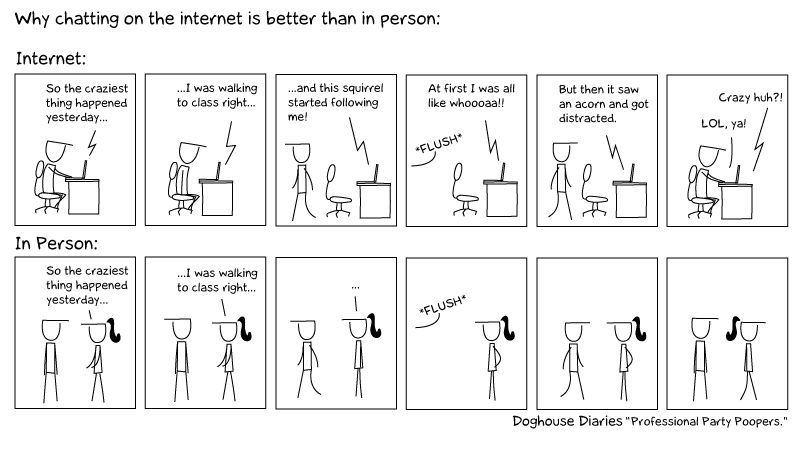 Why chatting on the internet is better than in person:
Internet:
So the craziest
thing happened
yesterday...
...I was walking
to class right...
...and this squirrel
started following
me!
At first I was all
like whoooaa!!
*FLUSH*
But then it saw
an acorn and got
distracted.
Crazy huh?!
LOL, ya!
In Person:
So the craziest
thing happened
yesterday...
...I was walking
to class right...
...
*FLUSH*
Doghouse Diaries "Professional Party Poopers."